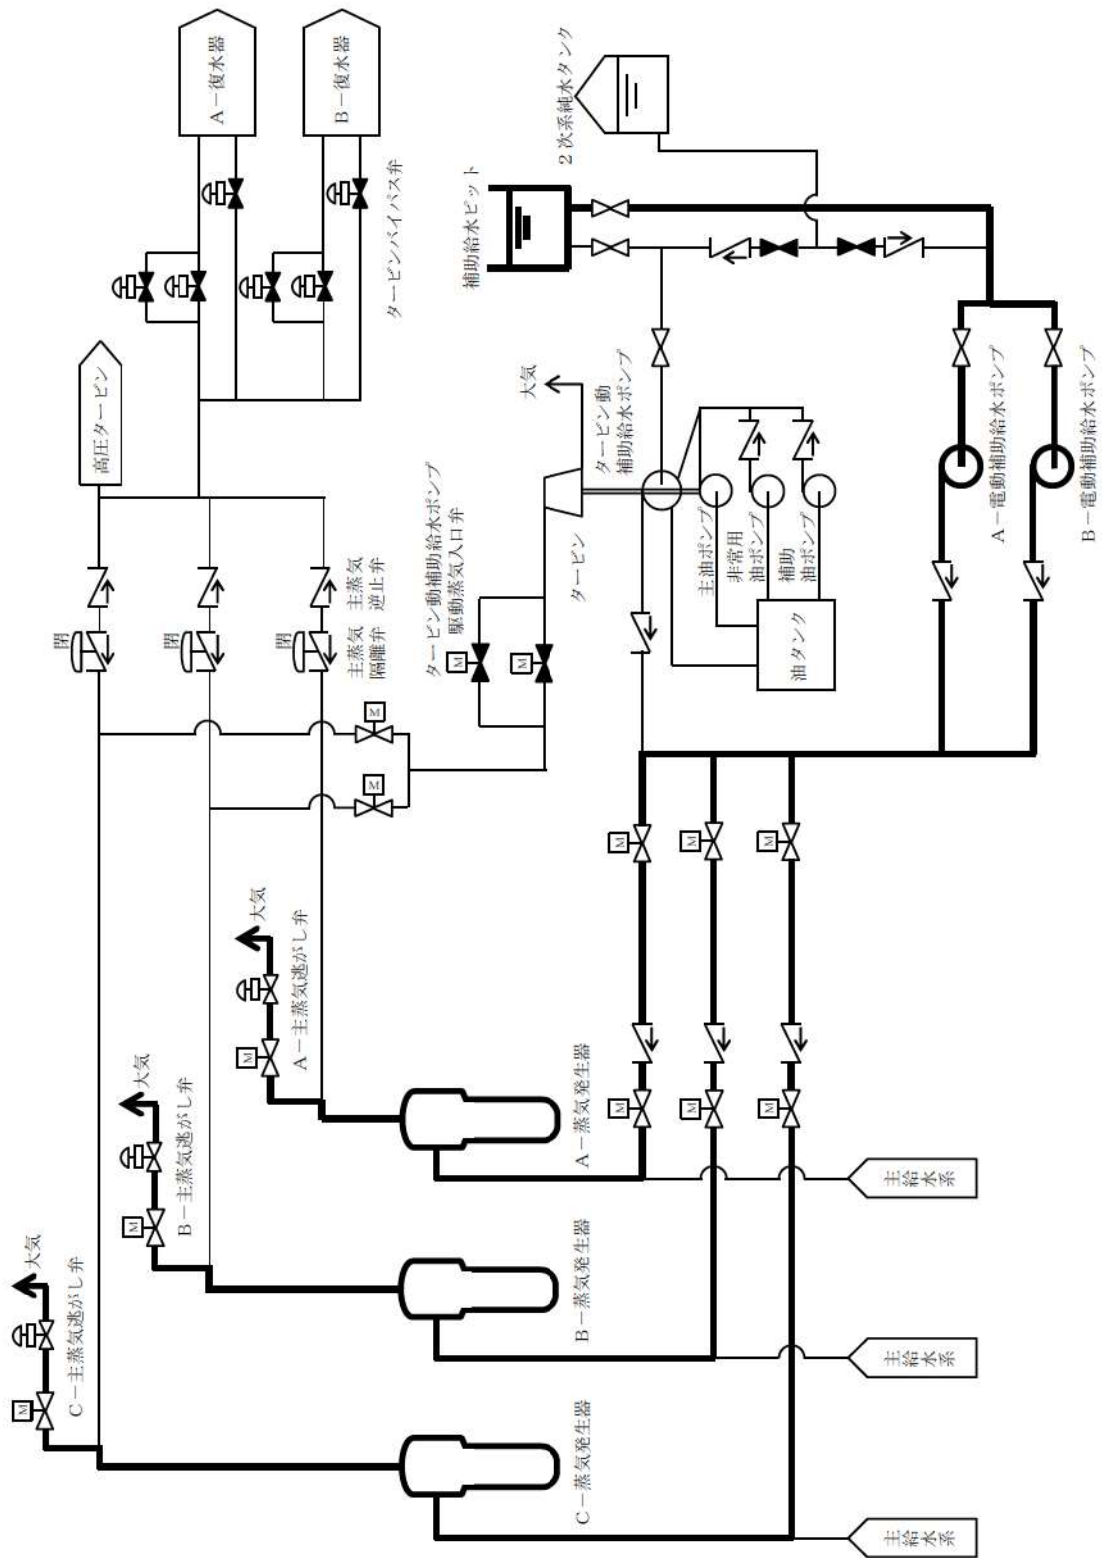 A－復水器
B－復水器
タービンバイパス弁
高圧タービン
2次系純水タンク
補助給水ピット
大気
タービン動
補助給水ポンプ
タービン動補助給水ポンプ
駆動蒸気入口弁
タービン
主油ポンプ
非常用
油ポンプ
補助
油ポンプ
油タンク
A－電動補助給水ポンプ
B－電動補助給水ポンプ
閉
閉
閉
主蒸気
逆止弁
主蒸気
隔離弁
M
M
M
M
大気
A－主蒸気逃がし弁
M
大気
B－主蒸気逃がし弁
M
大気
C－主蒸気逃がし弁
M
A－蒸気発生器
B－蒸気発生器
C－蒸気発生器
M
M
M
M
M
M
主給水系
主給水系
主給水系